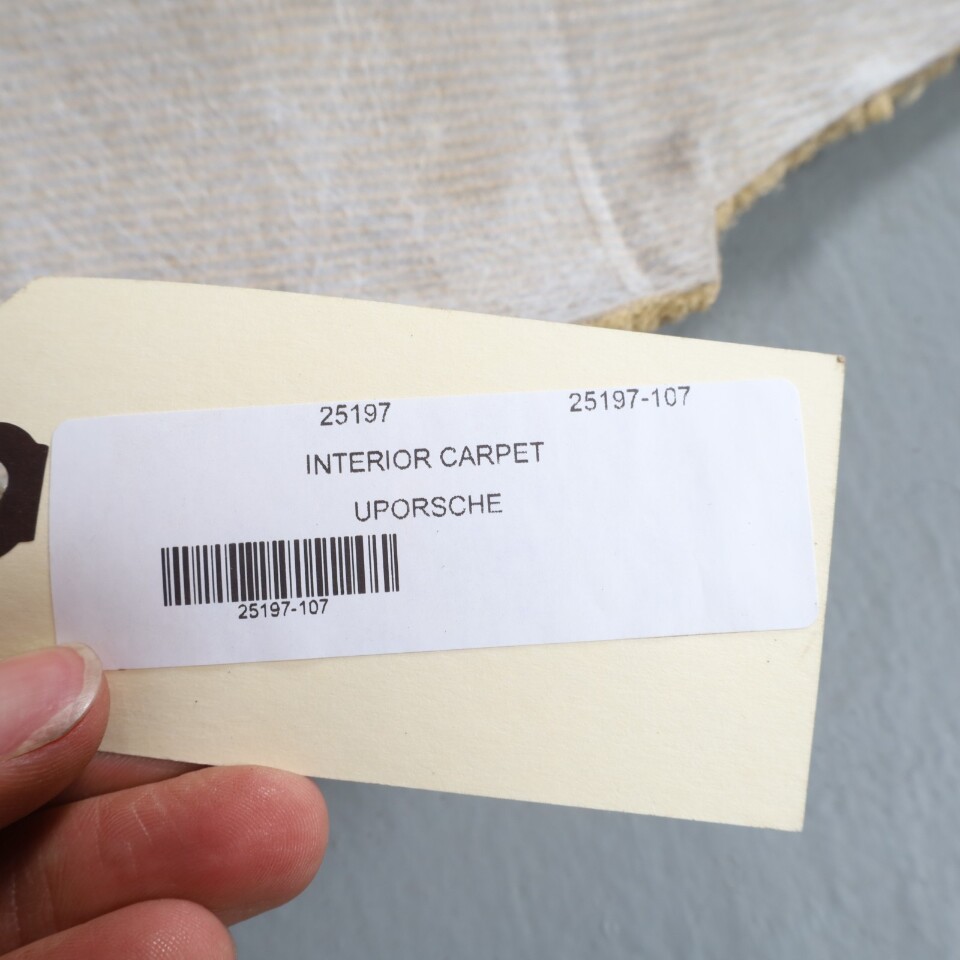 25197 25197-107
INTERIOR CARPET
UPORSCHE
25197-107